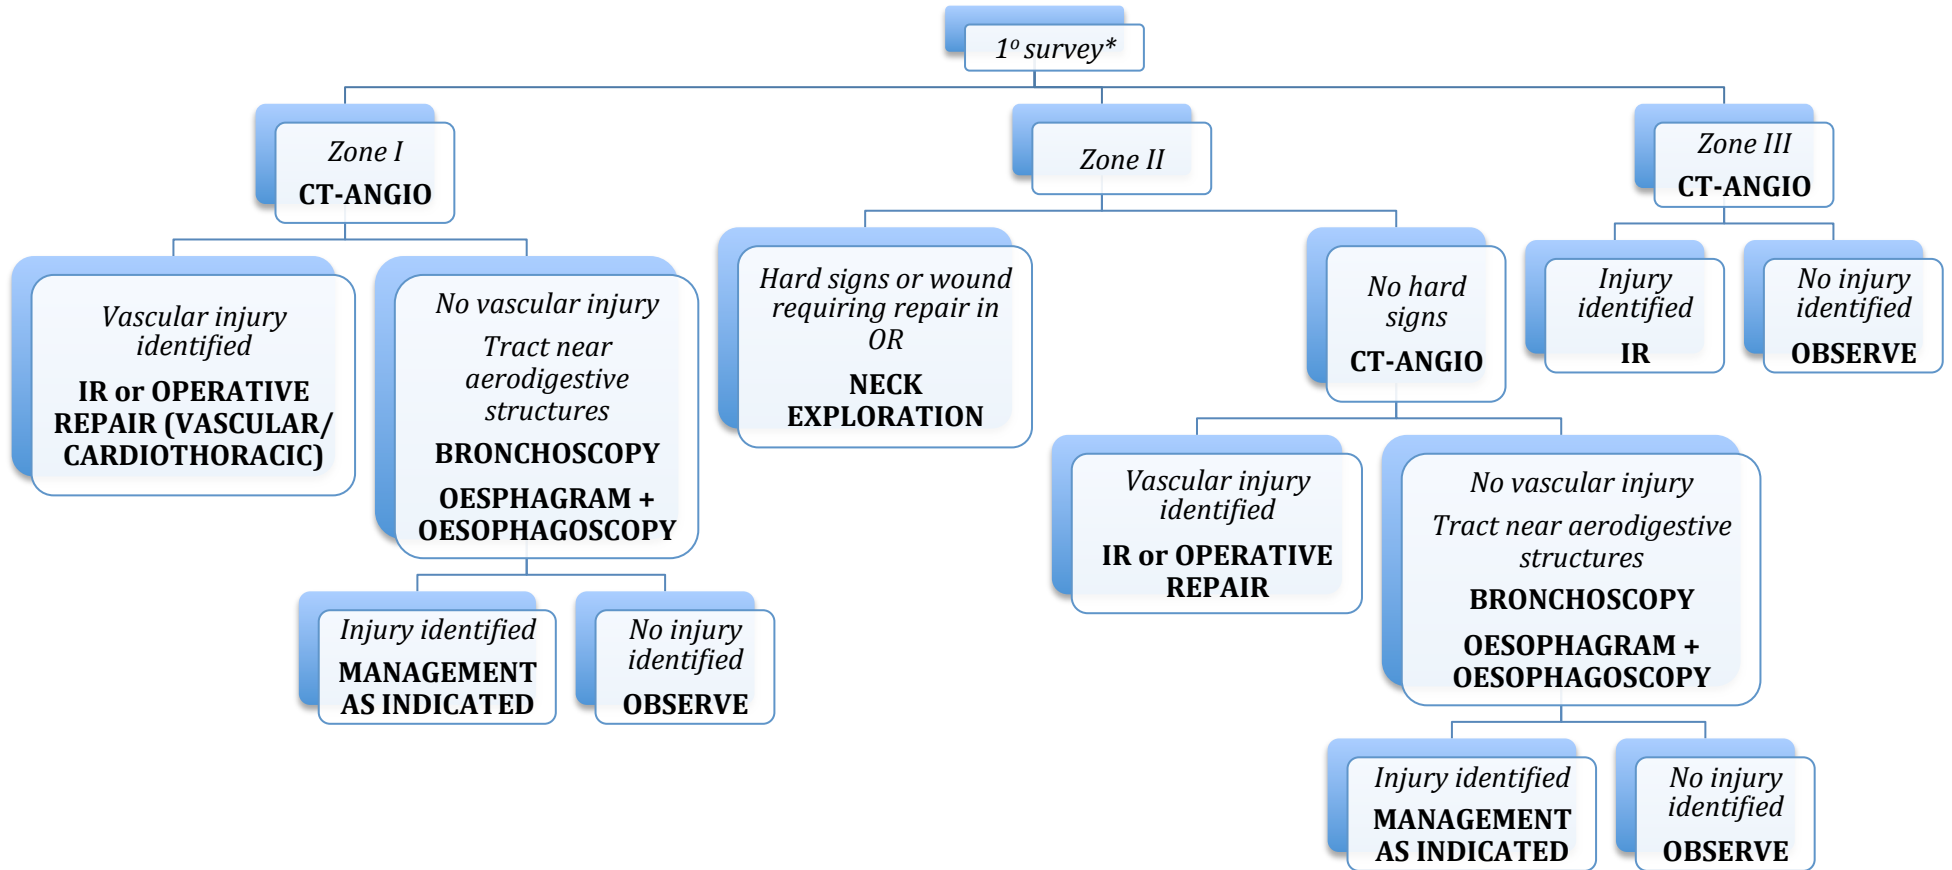 1º survey*
Zone I
CT-ANGIO
Vascular injury
identified
IR or OPERATIVE
REPAIR (VASCULAR/
CARDIOTHORACIC)
No vascular injury
Tract near
aerodigestive
structures
BRONCHOSCOPY
OESPHAGRAM +
OESOPHAGOSCOPY
Injury identified
MANAGEMENT
AS INDICATED
No injury
identified
OBSERVE
Zone II
Hard signs or wound
requiring repair in
OR
NECK
EXPLORATION
No hard
signs
CT-ANGIO
Vascular injury
identified
IR or OPERATIVE
REPAIR
No vascular injury
Tract near aerodigestive
structures
BRONCHOSCOPY
OESOPHAGRAM +
OESOPHAGOSCOPY
Injury identified
MANAGEMENT
AS INDICATED
No injury
identified
OBSERVE
Zone III
CT-ANGIO
Injury
identified
IR
No injury
identified
OBSERVE